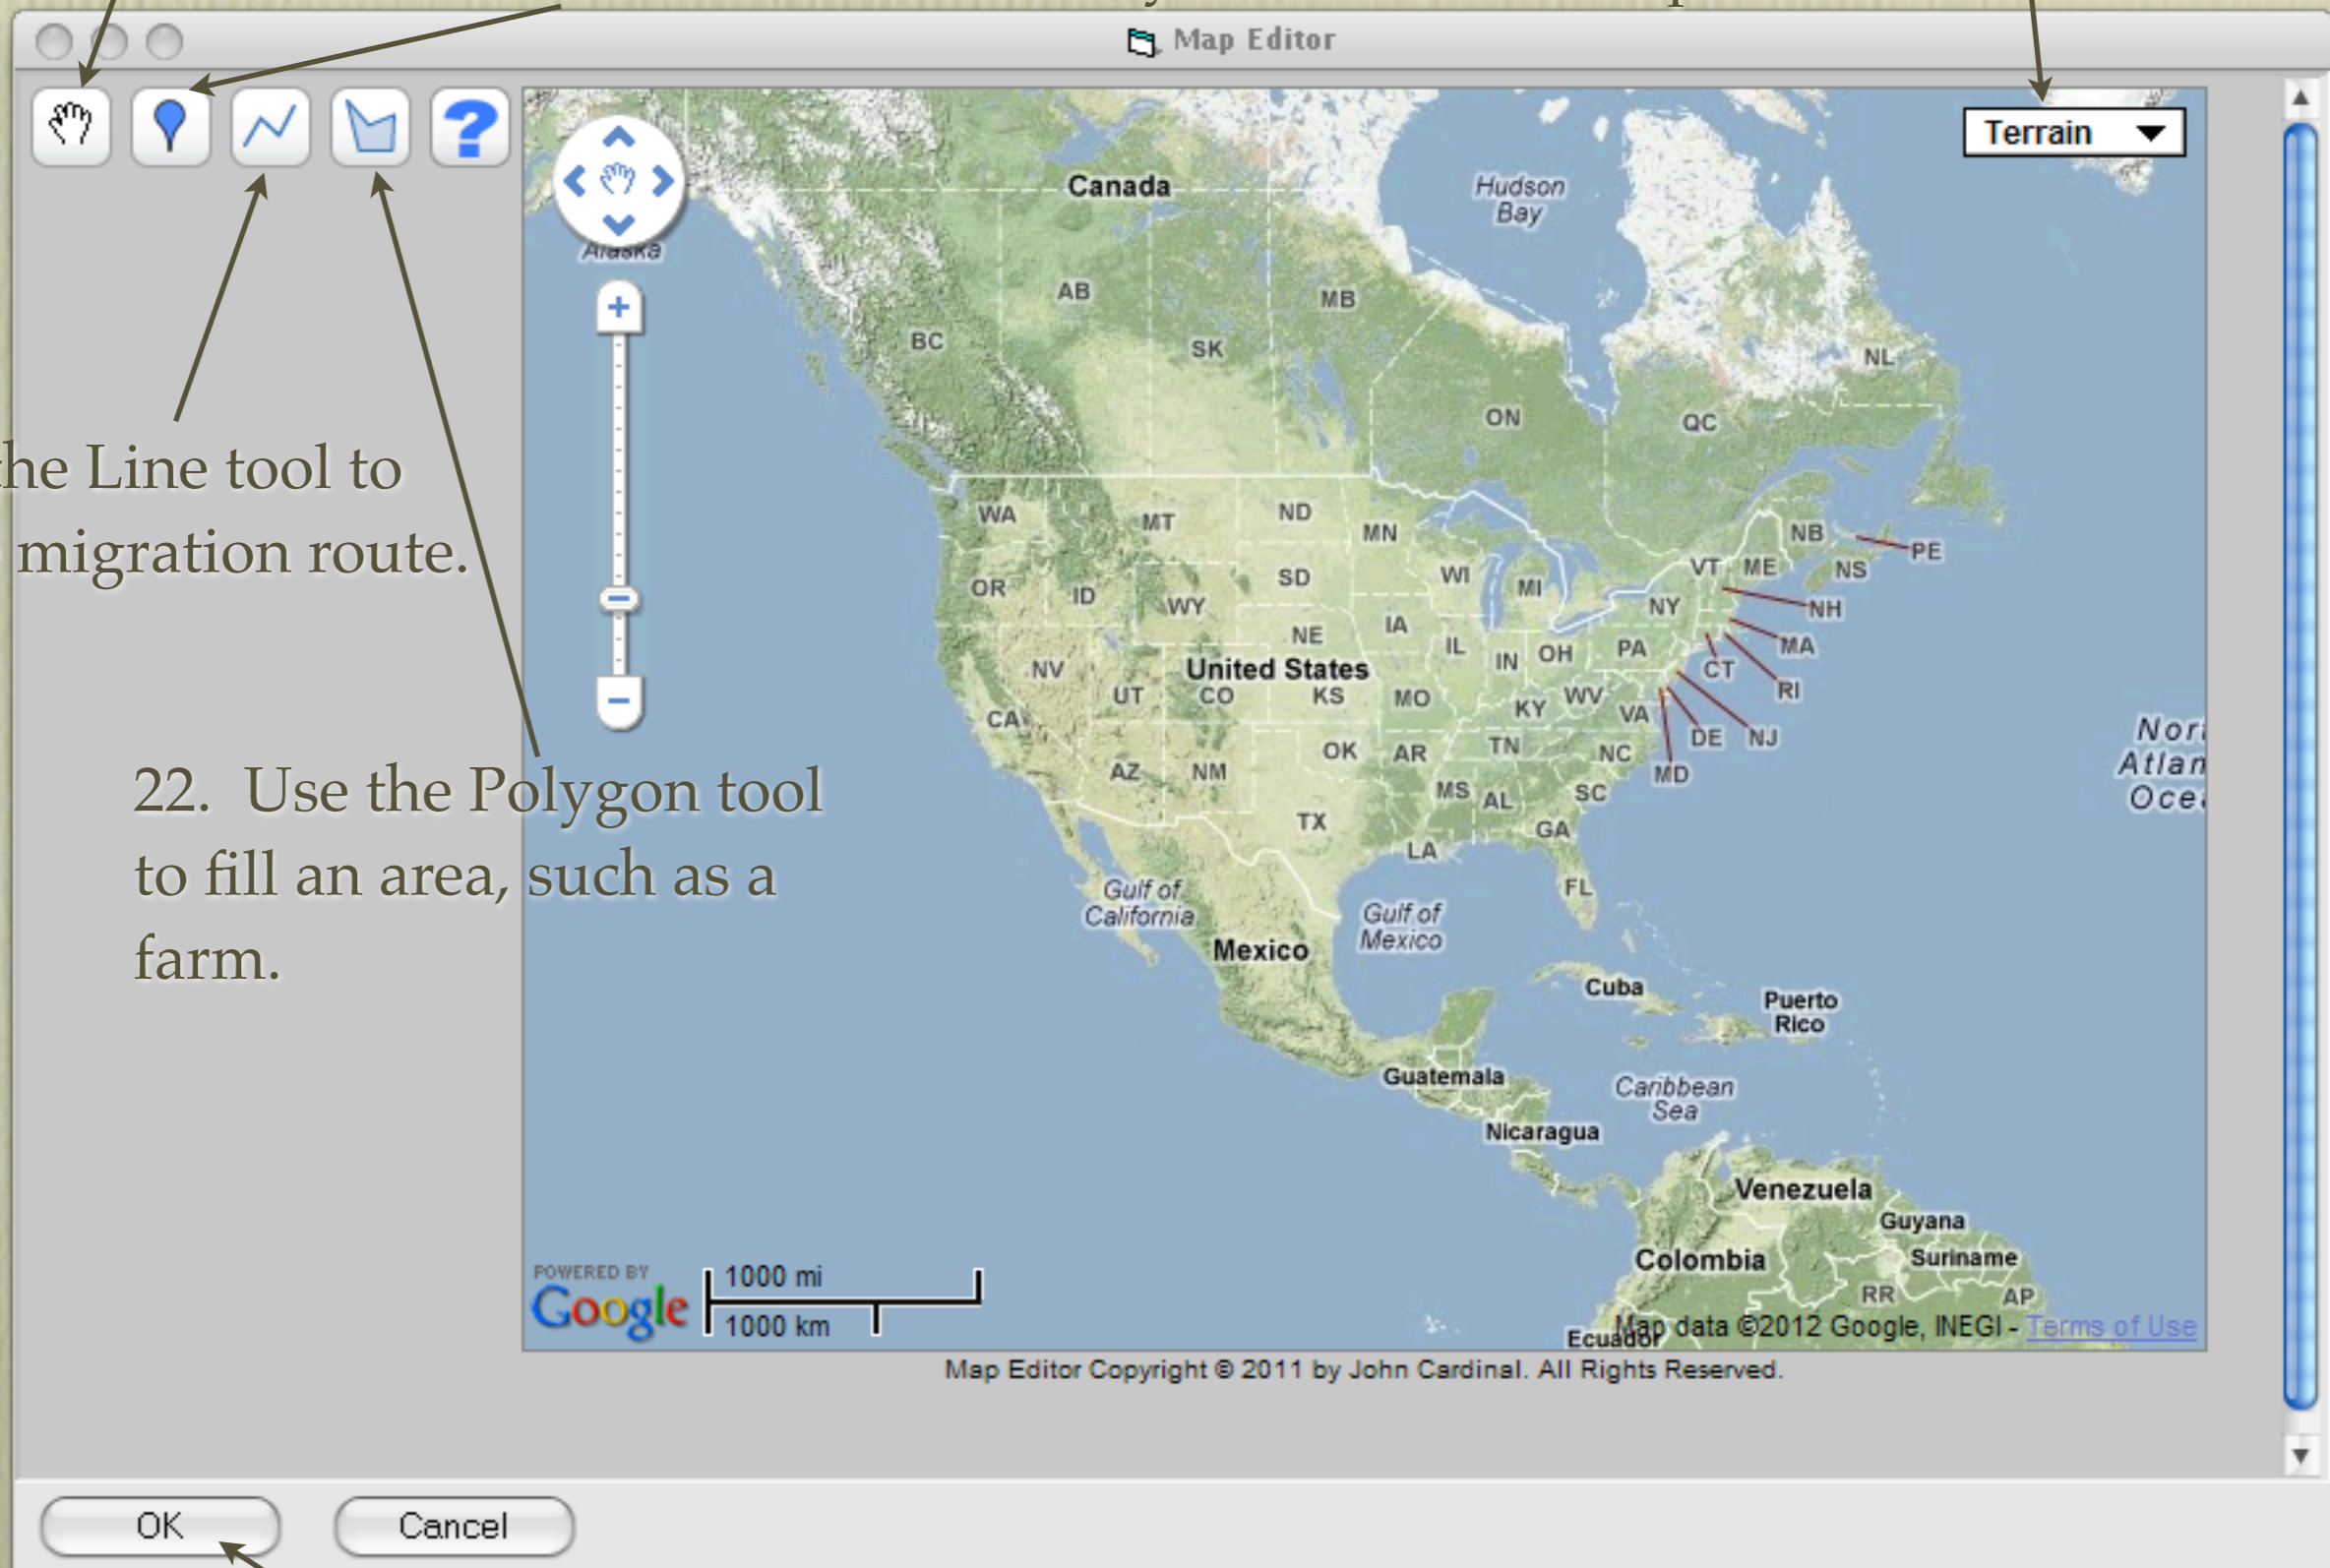 Map Editor
Terrain
Canada
Hudson
Bay
Alaska
AB
MB
BC
SK
NL
ON
QC
the Line tool to
migration route.
WA
MT
ND
MN
NB
PE
VT
ME
NS
OR
ID
SD
WI
MI
WY
NY
NH
NE
IA
IL
IN
OH
PA
MA
NV
United States
CT
RI
UT
CO
KS
MO
KY
WV
VA
CA
DE
NJ
OK
AR
TN
NC
MD
AZ
NM
MS
AL
SC
22. Use the Polygon tool
to fill an area, such as a
farm.
TX
GA
LA
FL
Gulf of
California
Gulf of
Mexico
Mexico
Cuba
Puerto
Rico
Guatemala
Caribbean
Sea
Nicaragua
Venezuela
Guyana
Colombia
Suriname
RR
AP
Ecuador
POWERED BY
Google
1000 mi
1000 km
Map data ©2012 Google, INEGI - Terms of Use
Map Editor Copyright © 2011 by John Cardinal. All Rights Reserved.
OK
Cancel